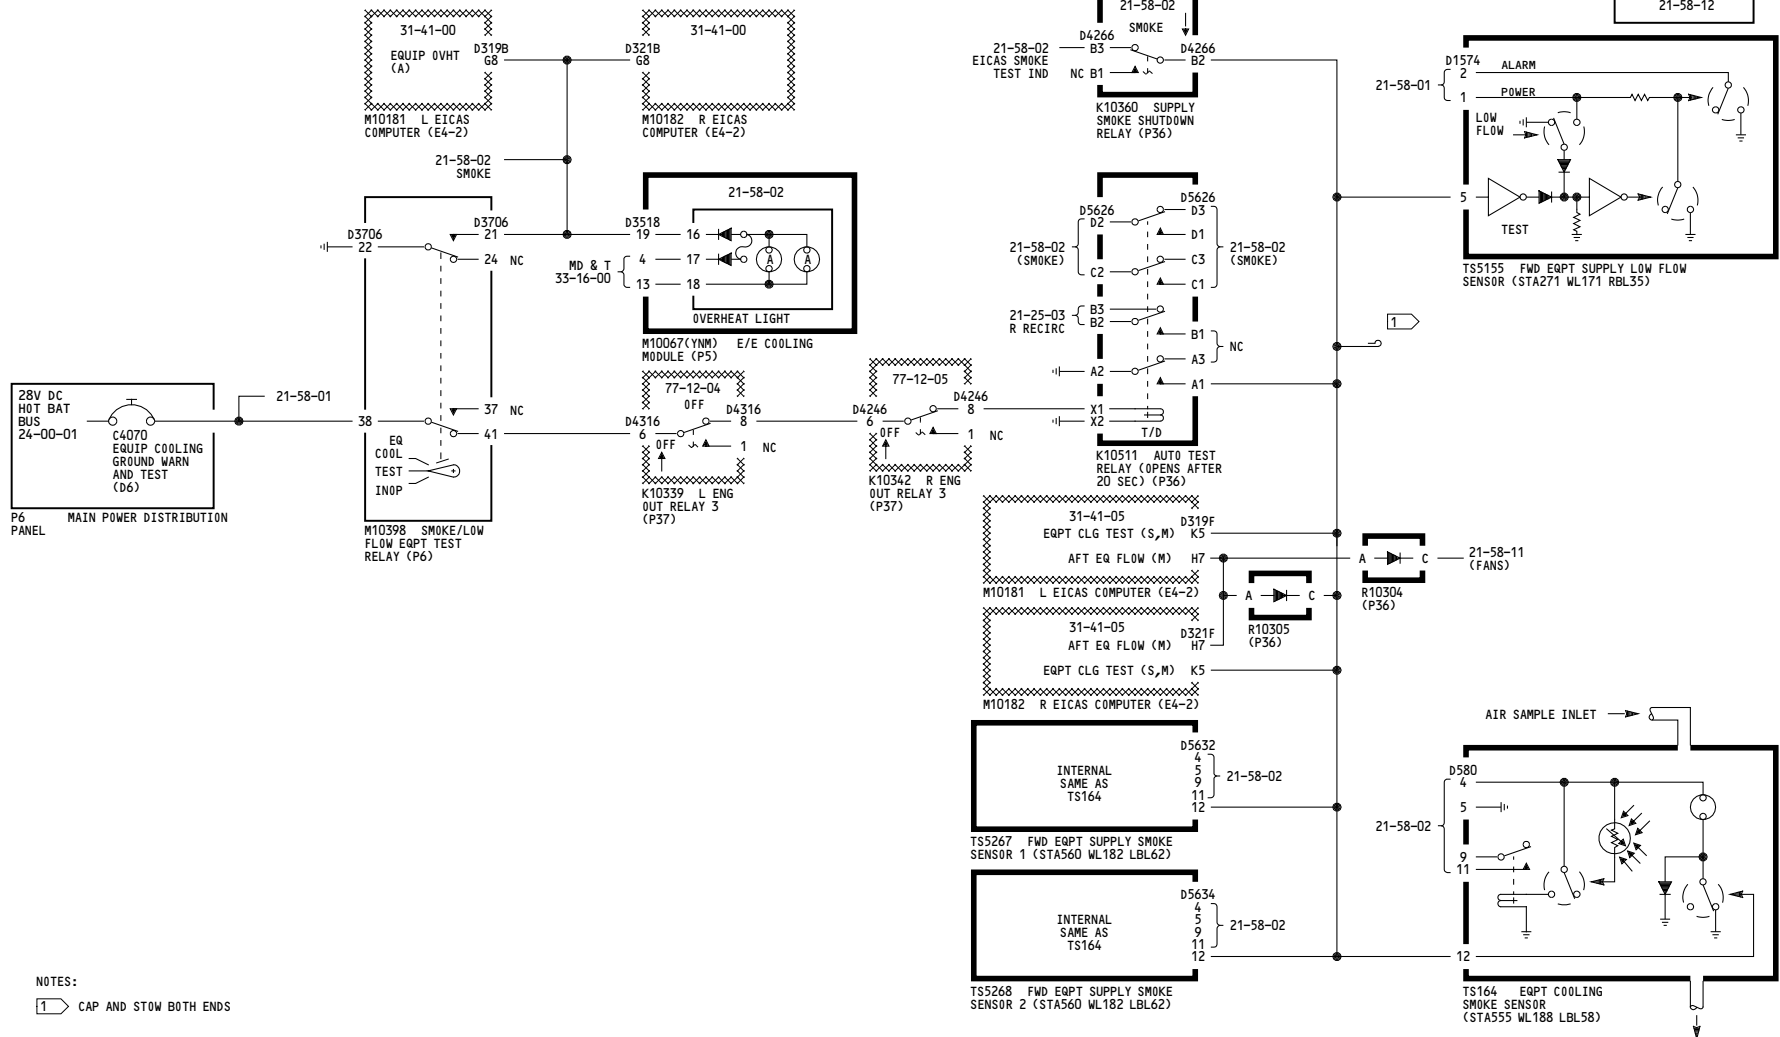 31-41-00
EQUIP OVHT
(A)
D319B
G8
M10181 L EICAS
COMPUTER (E4-2)
D321B
G8
31-41-00
M10182 R EICAS
COMPUTER (E4-2)
21-58-02
SMOKE
D3706
22
D3706
21
24 NC
38
37 NC
41
EQ
COOL
TEST
INOP
M10398 SMOKE/LOW
FLOW EQPT TEST
RELAY (P6)
28V DC
HOT BAT
BUS
24-00-01
C4070
EQUIP COOLING
GROUND WARN
AND TEST
(D6)
P6
PANEL
MAIN POWER DISTRIBUTION
21-58-01
21-58-02
D3518
19
16
A
A
MD & T
33-16-00
4
17
13
18
OVERHEAT LIGHT
M10067(YNM) E/E COOLING
MODULE (P5)
77-12-04
OFF
D4316
6
OFF
D4316
8
1 NC
K10339 L ENG
OUT RELAY 3
(P37)
77-12-05
D4246
6
OFF
D4246
8
1 NC
K10342 R ENG
OUT RELAY 3
(P37)
21-58-02
SMOKE
21-58-02
EICAS SMOKE
TEST IND
D4266
B3
NC B1
D4266
B2
K10360 SUPPLY
SMOKE SHUTDOWN
RELAY (P36)
21-58-02
(SMOKE)
D5626
D2
C2
D5626
D3
D1
C3
C1
21-58-02
(SMOKE)
21-25-03
R RECIRC
B3
B2
B1
A3
NC
A2
A1
X1
X2
T/D
K10511 AUTO TEST
RELAY (OPENS AFTER
20 SEC) (P36)
31-41-05
D319F
EQPT CLG TEST (S,M) K5
AFT EQ FLOW (M) H7
M10181 L EICAS COMPUTER (E4-2)
31-41-05
D321F
AFT EQ FLOW (M) H7
EQPT CLG TEST (S,M) K5
M10182 R EICAS COMPUTER (E4-2)
A
C
R10305
(P36)
A
C
R10304
(P36)
21-58-11
(FANS)
INTERNAL
SAME AS
TS164
D5632
4
5
9
11
12
21-58-02
TS5267 FWD EQPT SUPPLY SMOKE
SENSOR 1 (STA560 WL182 LBL62)
INTERNAL
SAME AS
TS164
D5634
4
5
9
11
12
21-58-02
TS5268 FWD EQPT SUPPLY SMOKE
SENSOR 2 (STA560 WL182 LBL62)
21-58-12
D1574
21-58-01
2
ALARM
1
POWER
LOW
FLOW
5
TEST
TS5155 FWD EQPT SUPPLY LOW FLOW
SENSOR (STA271 WL171 RBL35)
1
AIR SAMPLE INLET
D580
4
5
21-58-02
9
11
12
TS164 EQPT COOLING
SMOKE SENSOR
(STA555 WL188 LBL58)
NOTES:
1 CAP AND STOW BOTH ENDS